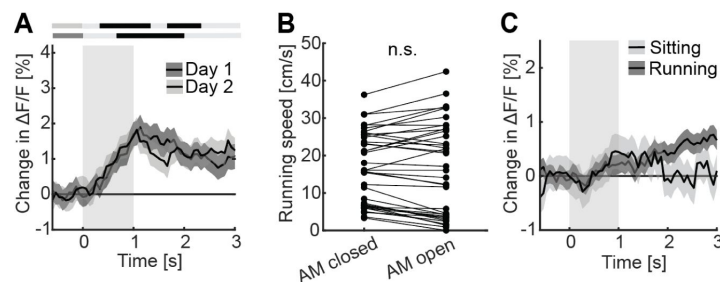 A
Change in ΔF/F [%]
4
3
2
1
0
-1
Day 1
Day 2
0
1
2
3
Time [s]
B
n.s.
Running speed [cm/s]
50
40
30
20
10
0
AM closed
AM open
C
Change in ΔF/F [%]
2
1
0
-1
Sitting
Running
0
1
2
3
Time [s]